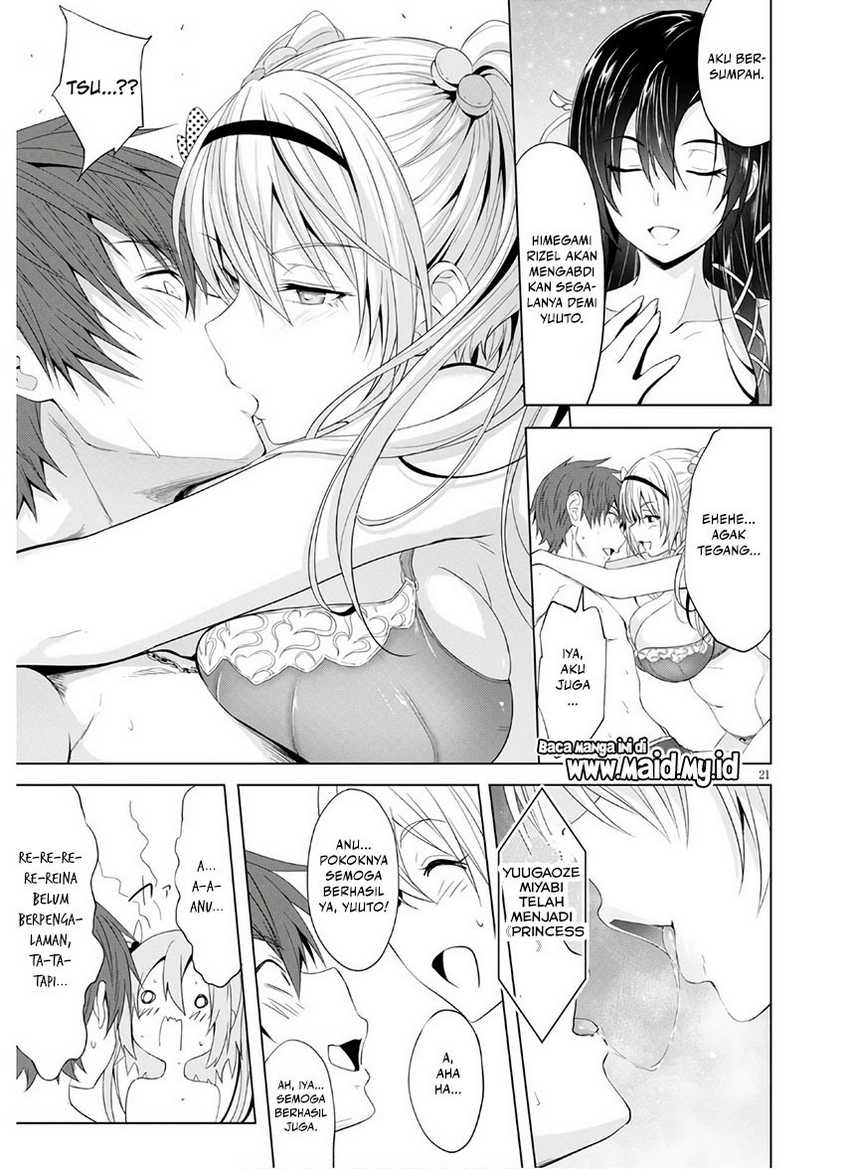 AKU BER-
SUMPAH.
HIMEGAMI
RIZEL AKAN
MENGABDI
KAN SEGA-
LANYA DEMI
YUUTO.
TSU...??
EHEHE...
AGAK
TEGANG...
IYA,
AKU
JUGA
...
Baca Manga ini di
www.Maid.My.id
21
YUUGAOZE
MIYABI
TELAH
MENJADI
《PRINCESS
》
ANU...
POKOKNYA
SEMOGA
BERHASIL
YA, YUUTO!
A,
AHA
HA...
AH, IYA...
SEMOGA
BERHASIL
JUGA.
A...
A-A-
ANU...
RE-RE-RE-
RE-REINA
BELUM
BERPENGA-
LAMAN,
TA-TA-
TAPI...